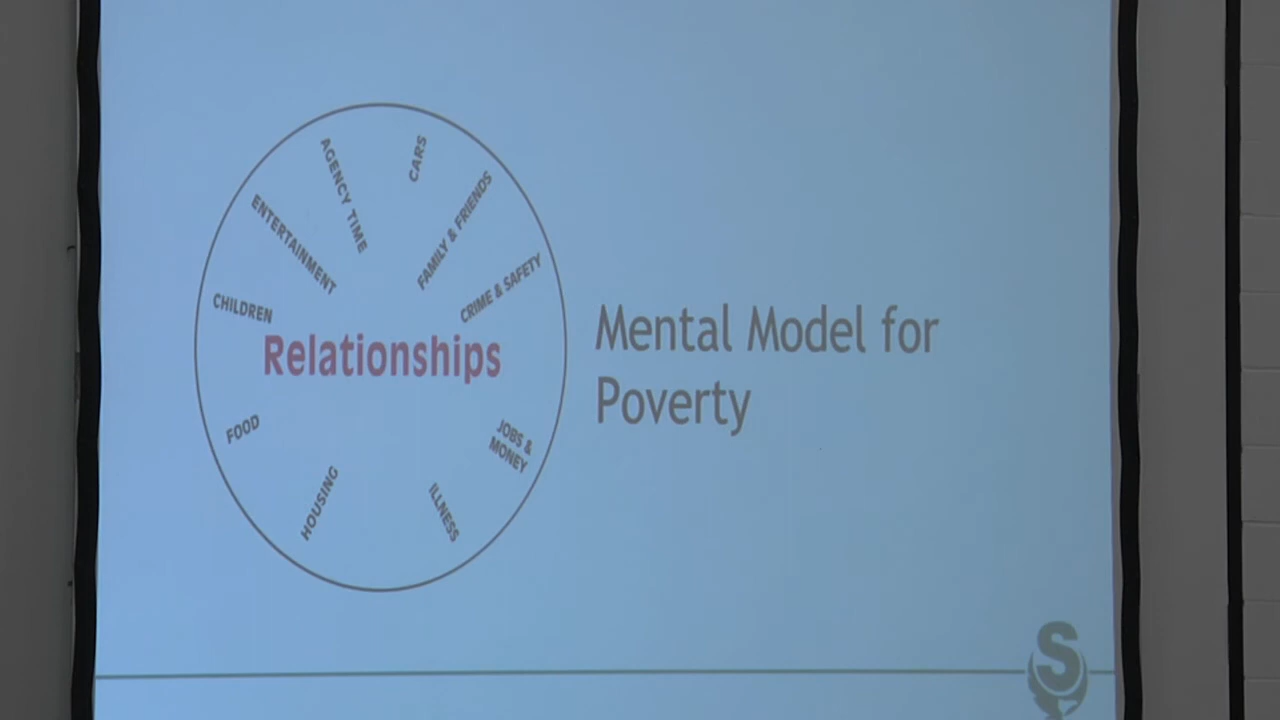 AGENCY TIME
CARS
ENTERTAINMENT
FAMILY & FRIENDS
CHILDREN
CRIME & SAFETY
Relationships
Mental Model for
Poverty
FOOD
JOBS &
MONEY
HOUSING
ILLNESS
S